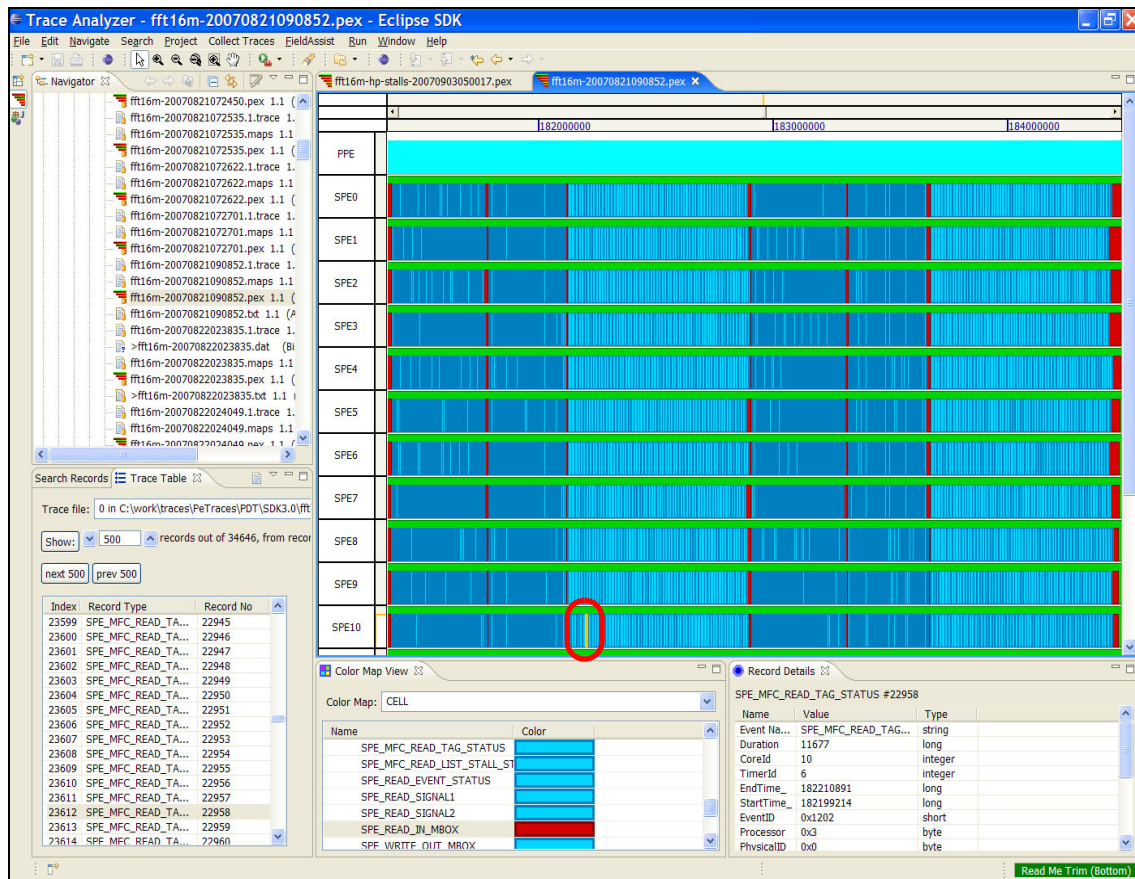 Trace Analyzer - fft16m-20070821090852.pex - Eclipse SDK
File Edit Navigate Search Project Collect Traces FieldAssist Run Window Help
Navigator
fft16m-hp-stalls-20070903050017.pex
fft16m-20070821090852.pex
fft16m-20070821072450.pex 1.1 (
fft16m-20070821072535.1.trace 1.
fft16m-20070821072535.maps 1.1
fft16m-20070821072535.pex 1.1 (
fft16m-20070821072622.1.trace 1.
fft16m-20070821072622.maps 1.1
fft16m-20070821072622.pex 1.1 (
fft16m-20070821072701.1.trace 1.
fft16m-20070821072701.maps 1.1
fft16m-20070821072701.pex 1.1 (
fft16m-20070821090852.1.trace 1.
fft16m-20070821090852.maps 1.1
fft16m-20070821090852.pex 1.1 (
fft16m-20070821090852.txt 1.1 (A
fft16m-20070822023835.1.trace 1.
>fft16m-20070822023835.dat (Bi
fft16m-20070822023835.maps 1.1
fft16m-20070822023835.pex 1.1 (
>fft16m-20070822023835.txt 1.1 (
fft16m-20070822024049.1.trace 1.
fft16m-20070822024049.maps 1.1
fft16m-20070822024049.pex 1.1 (
182000000 183000000 184000000
PPE
SPE0
SPE1
SPE2
SPE3
SPE4
SPE5
SPE6
SPE7
SPE8
SPE9
SPE10
Search Records Trace Table
Trace file: 0 in C:\work\traces\PeTraces\PDT\SDK3.0\fft
Show: 500 records out of 34646, from recor
next 500 prev 500
Index Record Type Record No
23599 SPE_MFC_READ_TA... 22945
23600 SPE_MFC_READ_TA... 22946
23601 SPE_MFC_READ_TA... 22947
23602 SPE_MFC_READ_TA... 22948
23603 SPE_MFC_READ_TA... 22949
23604 SPE_MFC_READ_TA... 22950
23605 SPE_MFC_READ_TA... 22951
23606 SPE_MFC_READ_TA... 22952
23607 SPE_MFC_READ_TA... 22953
23608 SPE_MFC_READ_TA... 22954
23609 SPE_MFC_READ_TA... 22955
23610 SPE_MFC_READ_TA... 22956
23611 SPE_MFC_READ_TA... 22957
23612 SPE_MFC_READ_TA... 22958
23613 SPE_MFC_READ_TA... 22959
23614 SPE_MFC_READ_TA... 22960
Color Map View
Color Map: CELL
Name Color
SPE_MFC_READ_TAG_STATUS
SPE_MFC_READ_LIST_STALL_ST
SPE_READ_EVENT_STATUS
SPE_READ_SIGNAL1
SPE_READ_SIGNAL2
SPE_READ_IN_MBOX
SPE_WRITE_OUT_MBOX
Record Details
SPE_MFC_READ_TAG_STATUS #22958
Name Value Type
Event Na... SPE_MFC_READ_TAG... string
Duration 11677 long
CoreId 10 integer
TimerId 6 integer
EndTime_ 182210891 long
StartTime_ 182199214 long
EventID 0x1202 short
Processor 0x3 byte
PhysicalID 0x0 byte
Read Me Trim (Bottom)